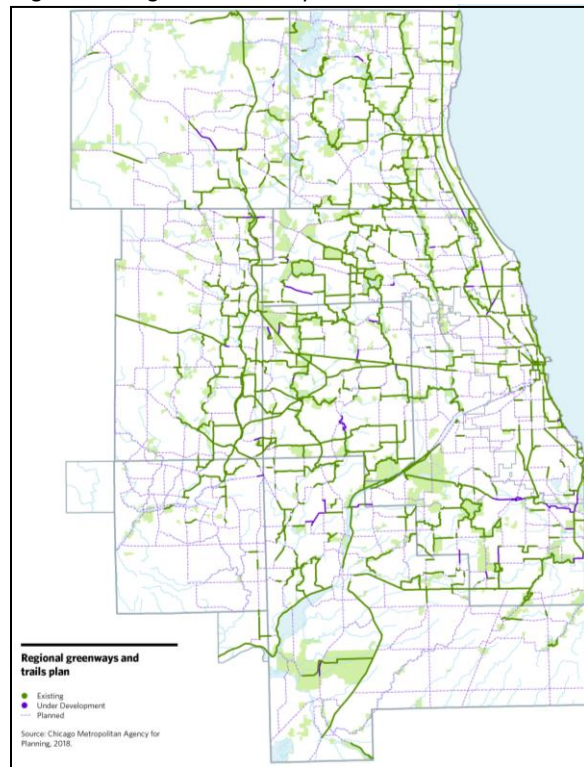 Regional greenways and
trails plan
Existing
Under Development
Planned
Source: Chicago Metropolitan Agency for
Planning, 2018.